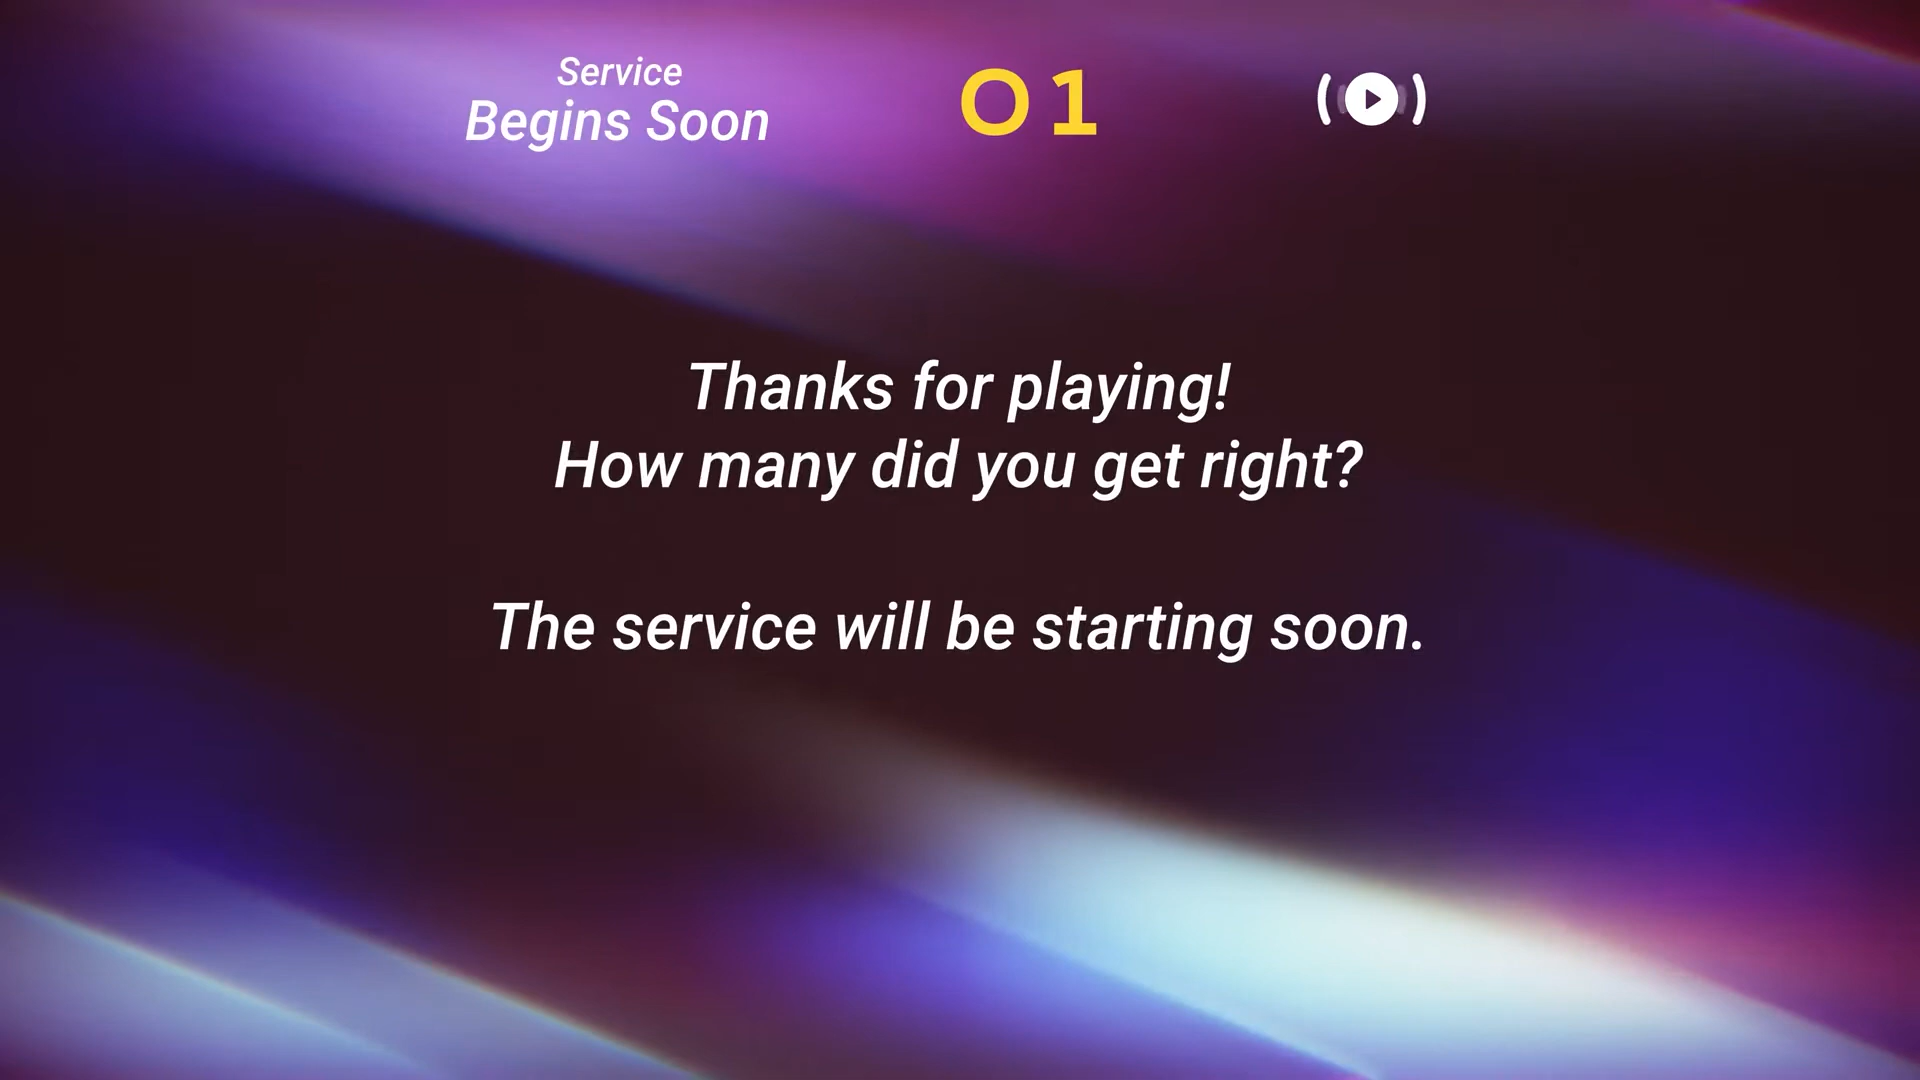 Service
Begins Soon
01
Thanks for playing!
How many did you get right?
The service will be starting soon.